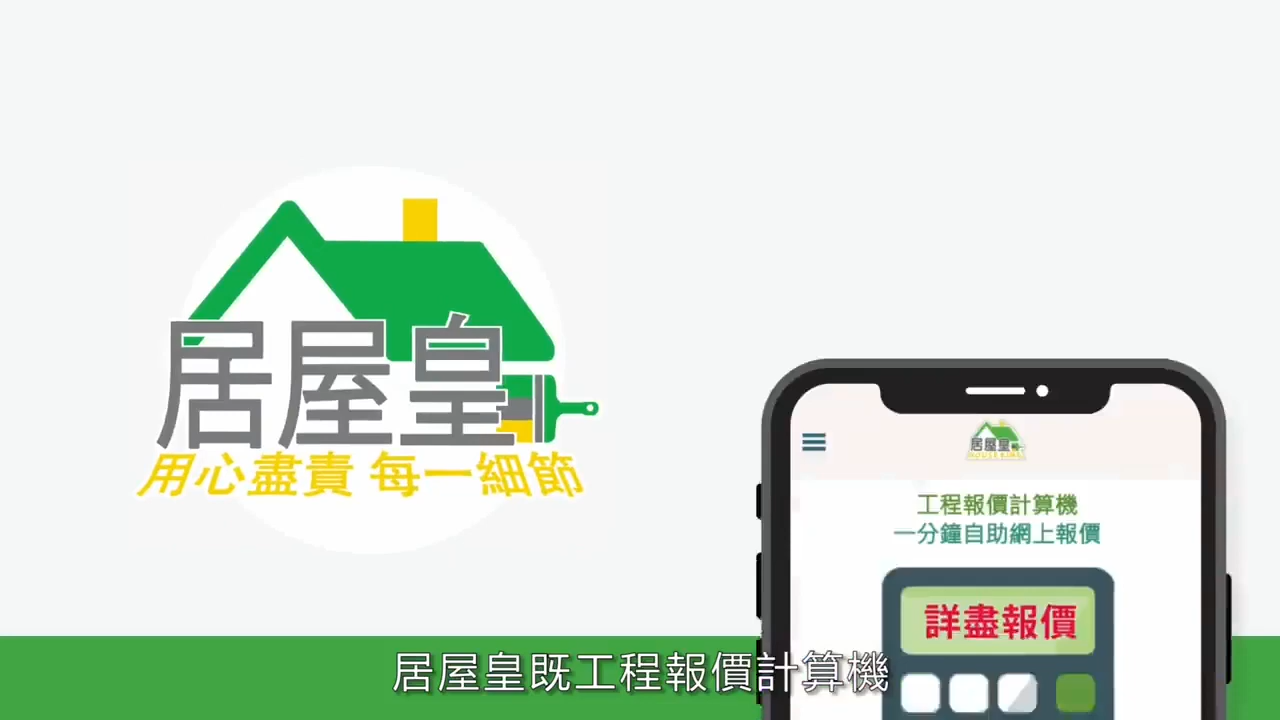 居屋皇
用心盡責 每一細節
居屋皇
HOUSE KING
工程報價計算機
一分鐘自助網上報價
詳盡報價
居屋皇既工程報價計算機